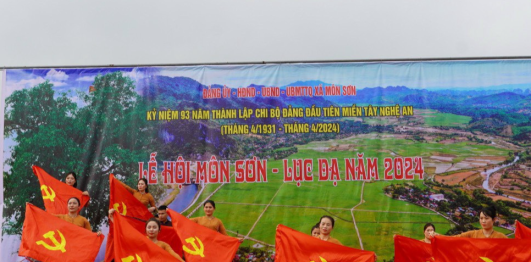 ĐẢNG ỦY - HĐND - UBND - UBMTTQ XÃ MÔN SƠN
KỶ NIỆM 93 NĂM THÀNH LẬP CHI BỘ ĐẢNG ĐẦU TIÊN MIỀN TÂY NGHỆ AN
(THÁNG 4/1931 - THÁNG 4/2024)
LỄ HỘI MÔN SƠN - LỤC DẠ NĂM 2024